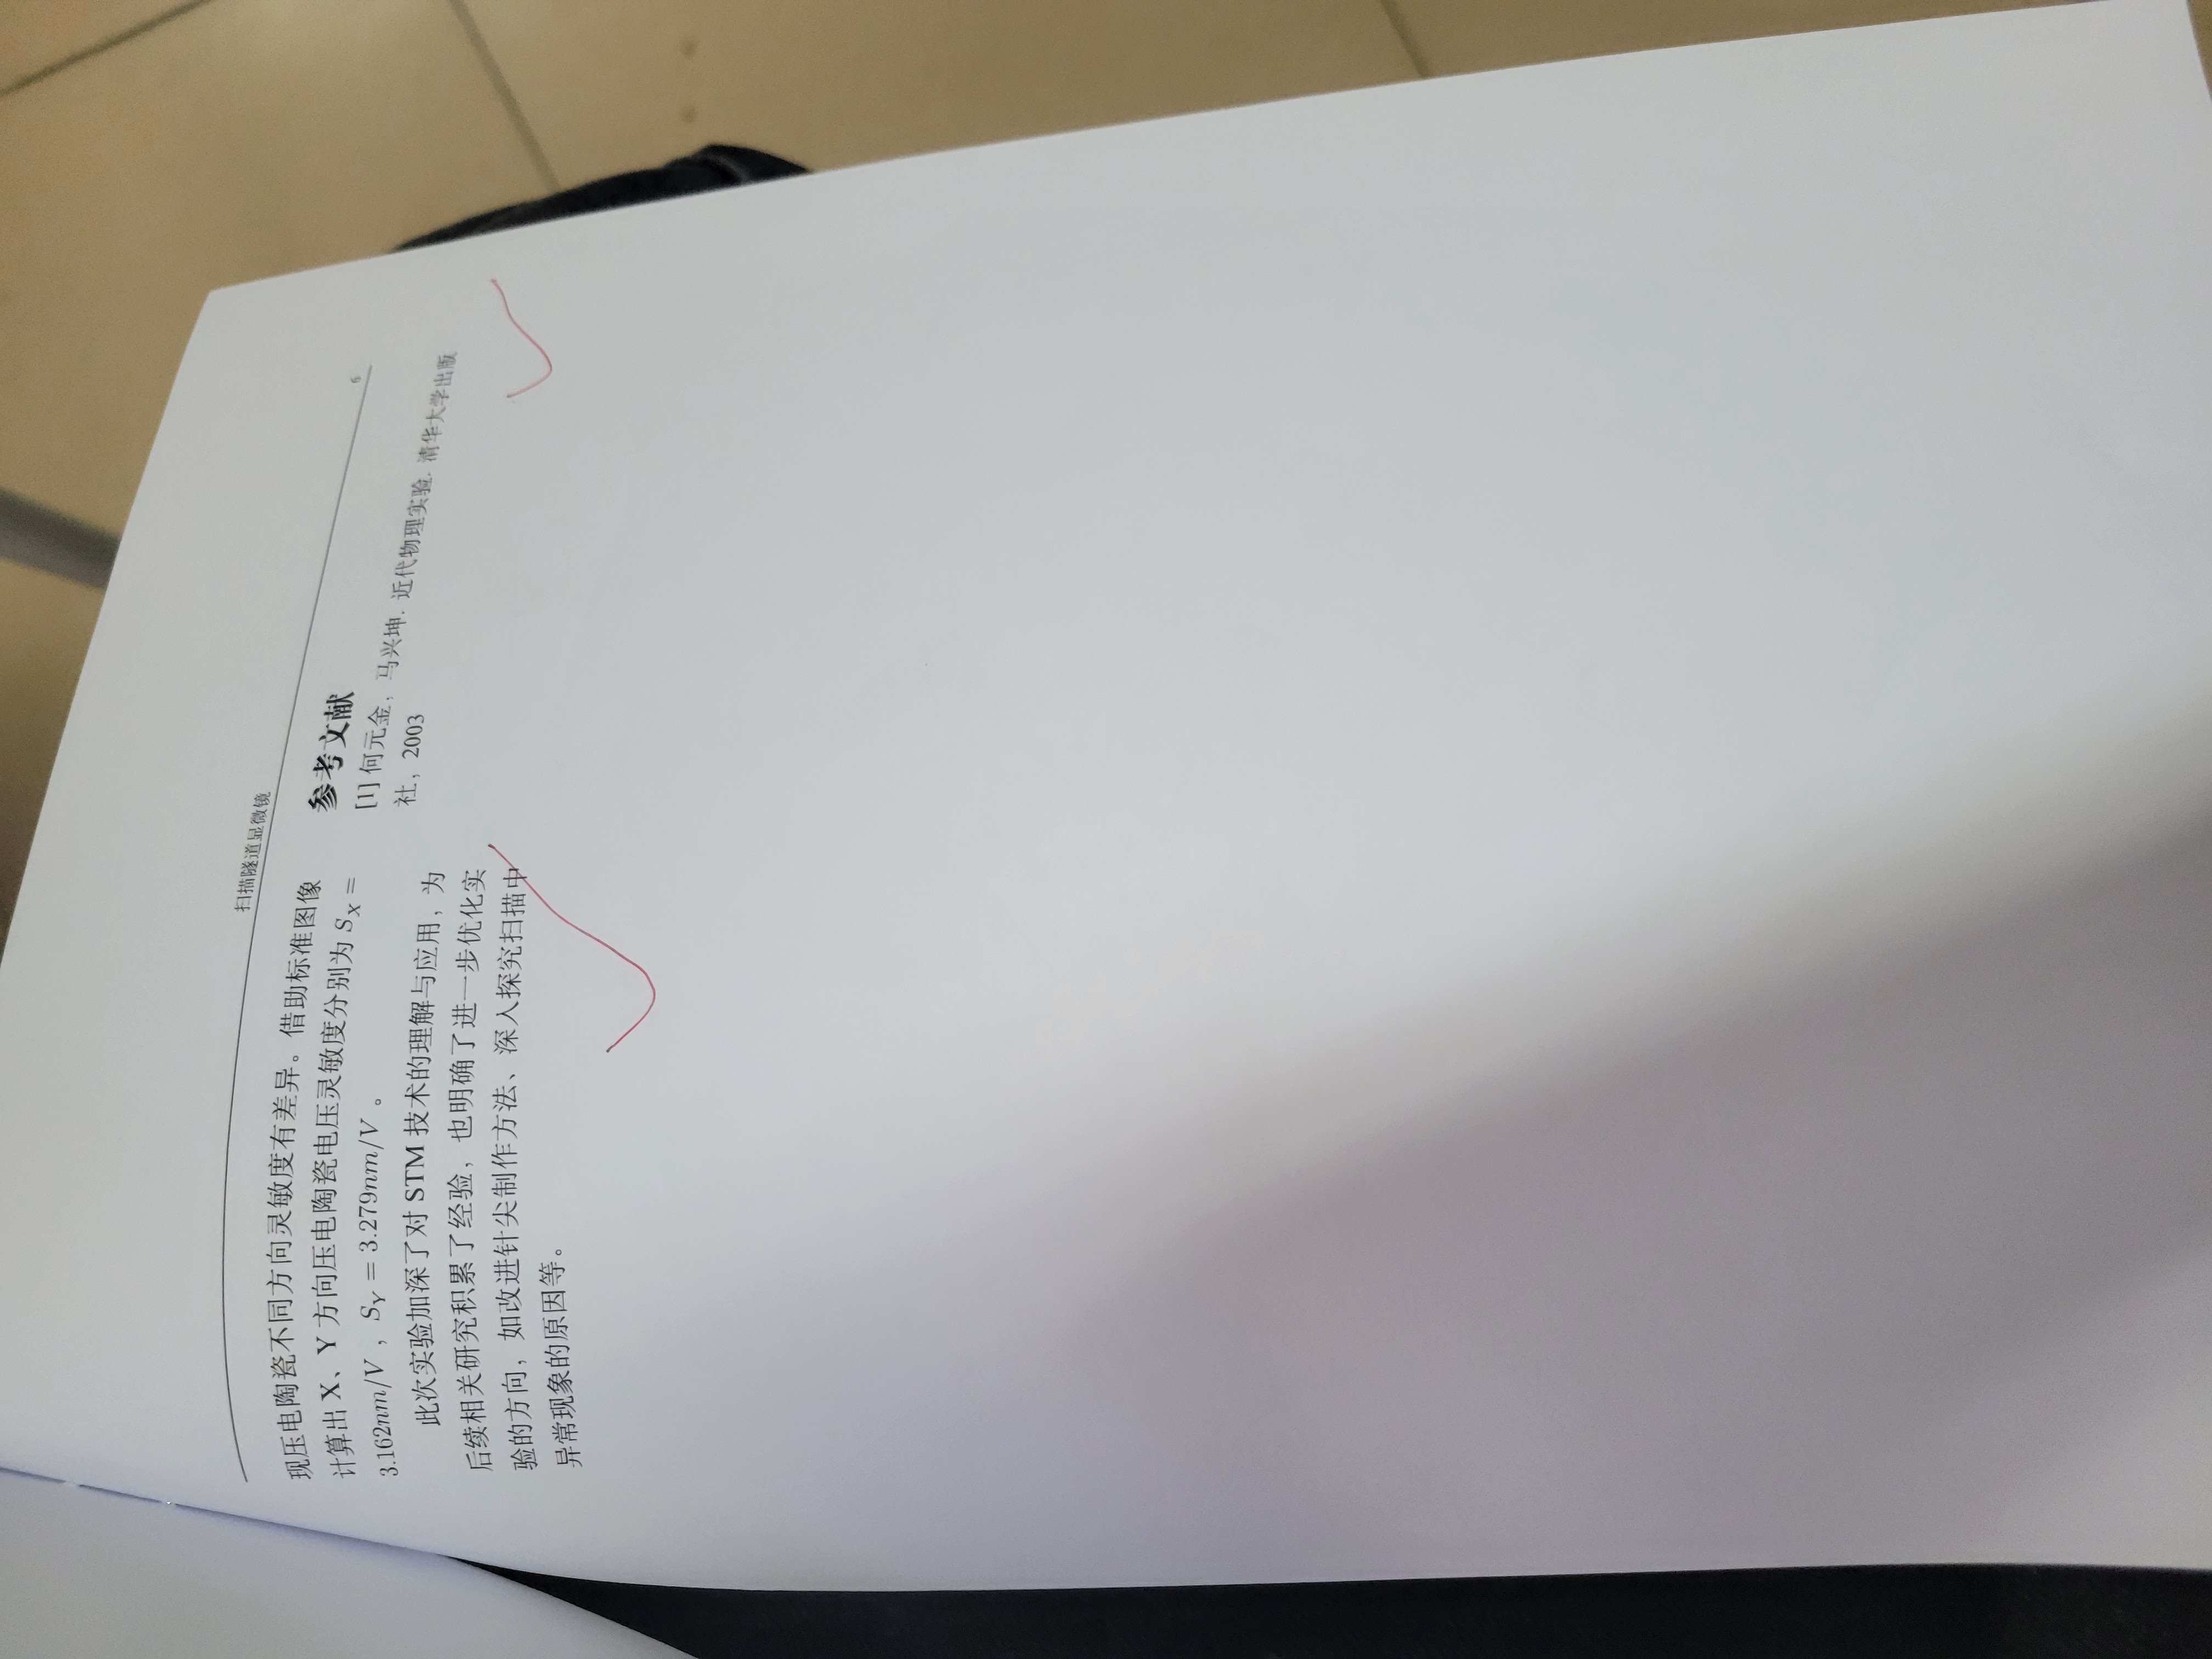 扫描隧道显微镜
6
现压电陶瓷不同方向灵敏度有差异。借助标准图像
计算出 X、Y 方向压电陶瓷电压灵敏度分别为 S_X =
3.162nm/V ，S_Y = 3.279nm/V 。
此次实验加深了对 STM 技术的理解与应用，为
后续相关研究积累了经验，也明确了进一步优化实
验的方向，如改进针尖制作方法、深入探究扫描中
异常现象的原因等。
参考文献
[1] 何元金，马兴坤. 近代物理实验. 清华大学出版
社，2003